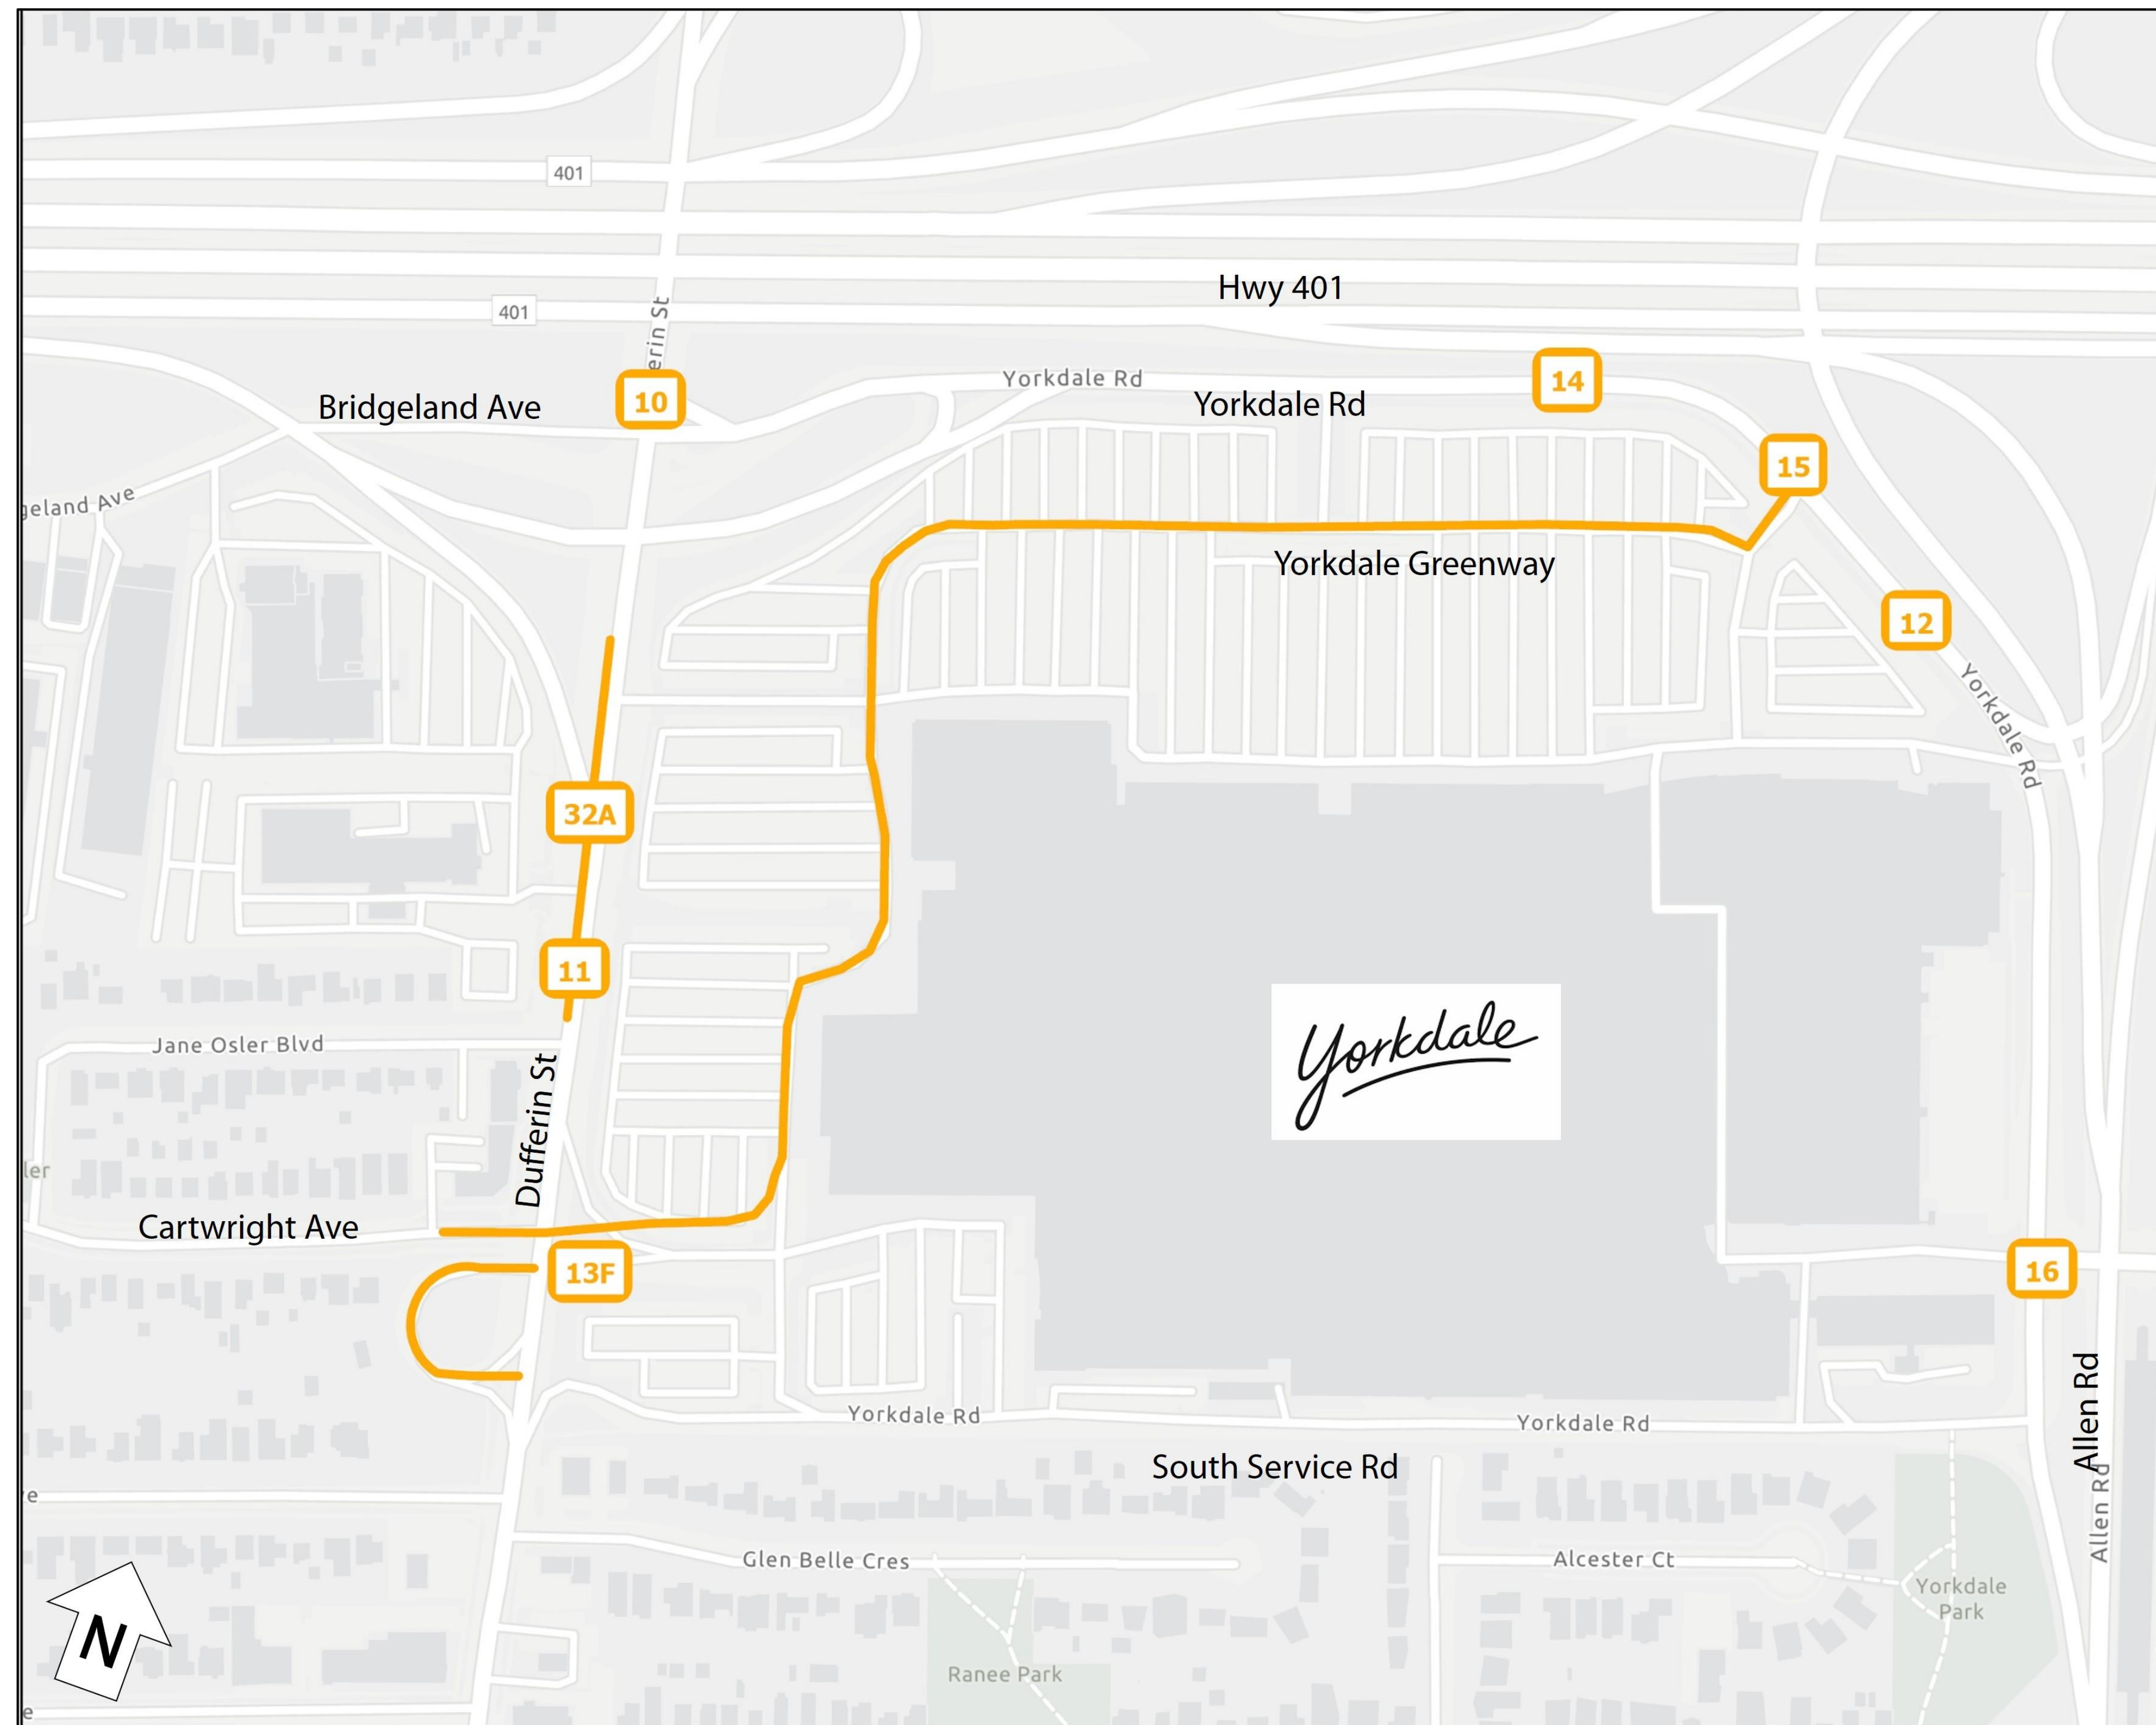 401
Hwy 401
401
erin St
Yorkdale Rd
14
10
Bridgeland Ave
Yorkdale Rd
15
geland Ave
Yorkdale Greenway
12
Yorkdale Rd
32A
11
Jane Osler Blvd
Yorkdale
Dufferin St
ler
Cartwright Ave
13F
16
Yorkdale Rd
Yorkdale Rd
Allen Rd
South Service Rd
e
Allen Rd
Glen Belle Cres
Alcester Ct
Yorkdale
Park
N
Ranee Park
e